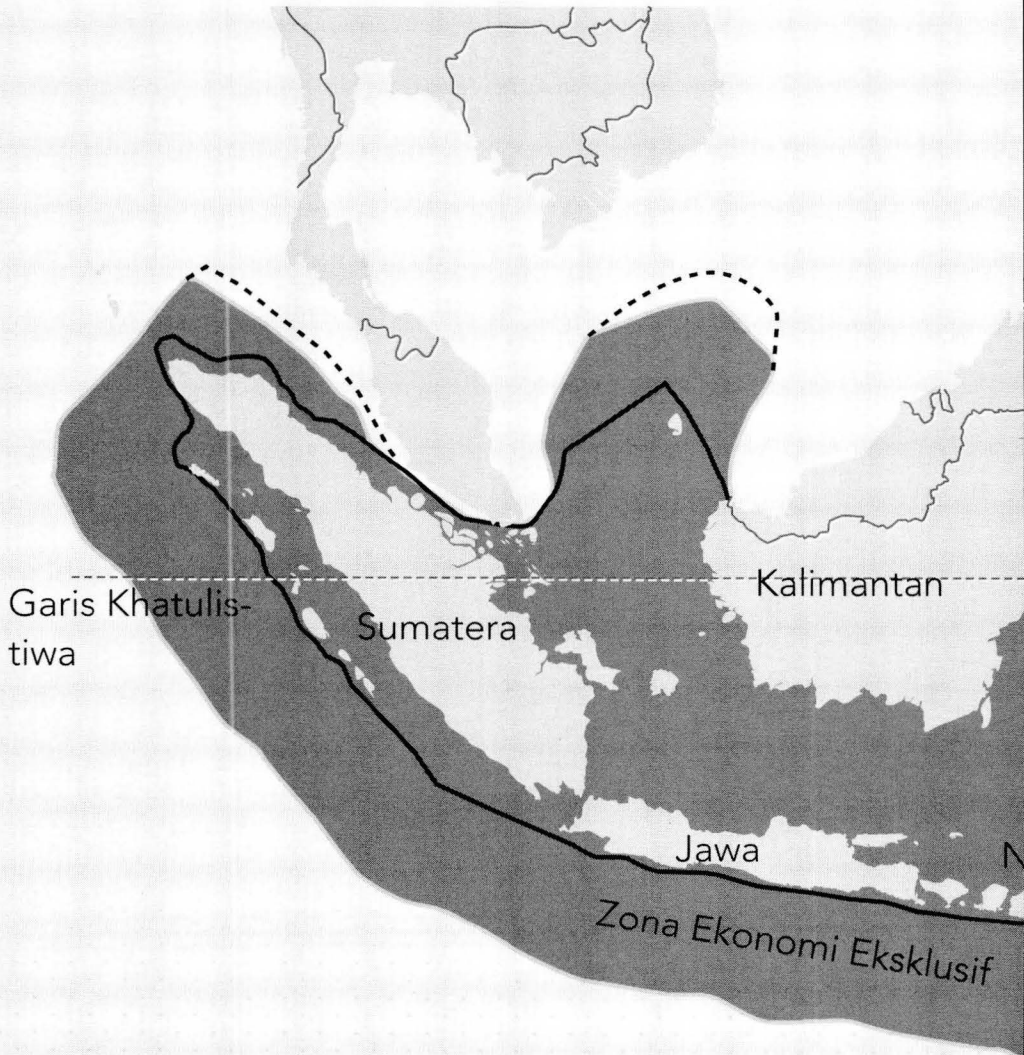 Garis Khatulis-
tiwa
Kalimantan
Sumatera
Jawa
N
Zona Ekonomi Eksklusif